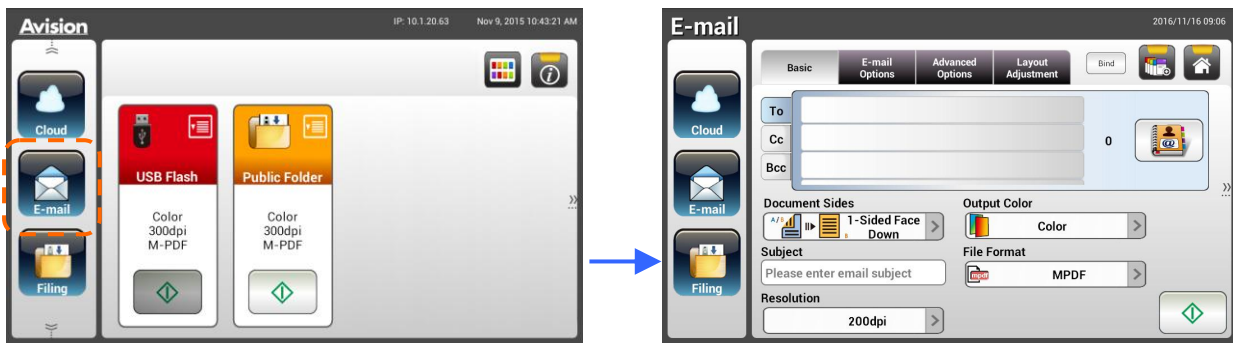 Avision
IP: 10.1.20.63
Nov 9, 2015 10:43:21 AM
Cloud
E-mail
Filing
USB Flash
Color
300dpi
M-PDF
Public Folder
Color
300dpi
M-PDF
E-mail
2016/11/16 09:06
Cloud
E-mail
Filing
Basic
E-mail
Options
Advanced
Options
Layout
Adjustment
Bind
To
Cc
Bcc
0
Document Sides
1-Sided Face
Down
Output Color
Color
Subject
Please enter email subject
File Format
mpdf
MPDF
Resolution
200dpi